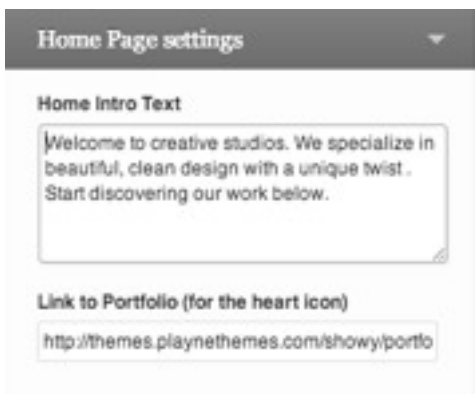 Home Page settings
Home Intro Text
Welcome to creative studios. We specialize in
beautiful, clean design with a unique twist .
Start discovering our work below.
Link to Portfolio (for the heart icon)
http://themes.playnethemes.com/showy/portfo